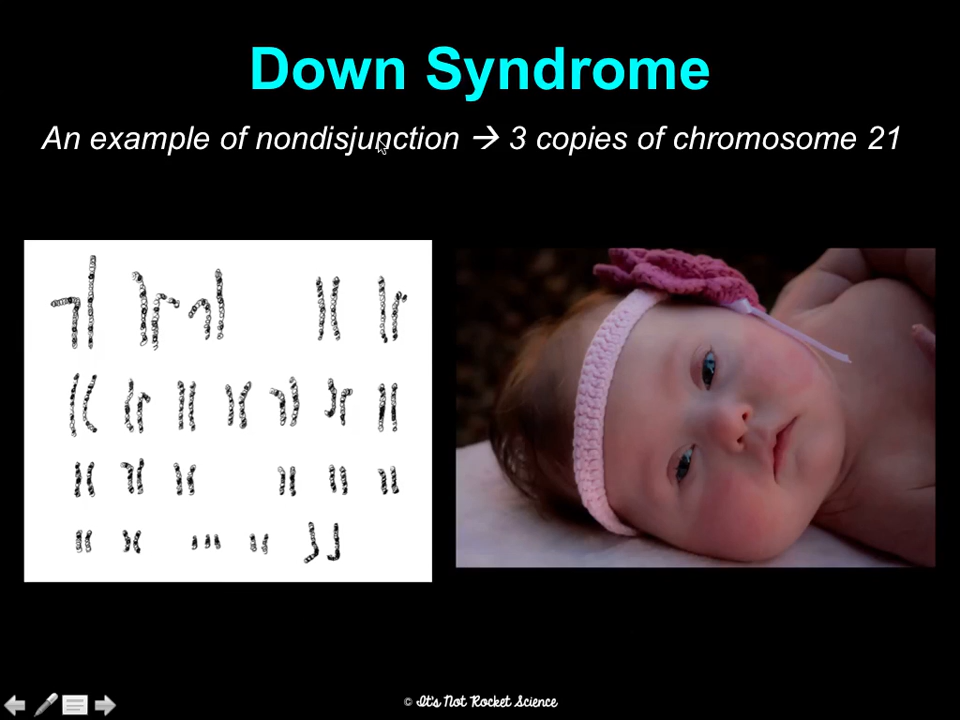 Down Syndrome
An example of nondisjunction → 3 copies of chromosome 21
© It's Not Rocket Science